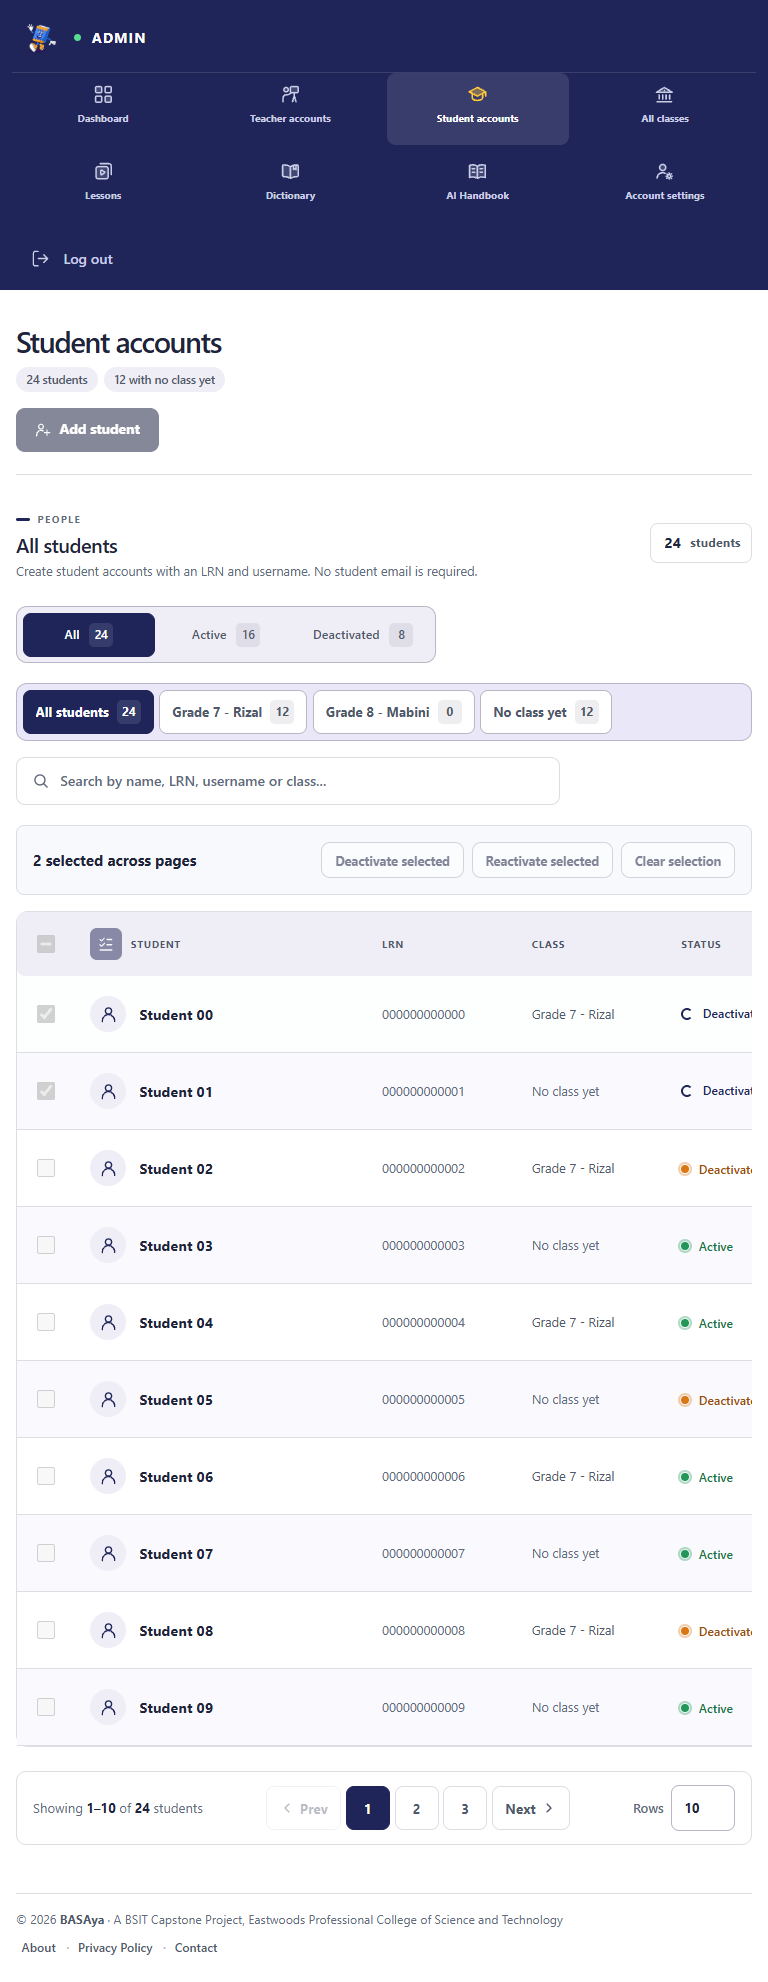 ADMIN
Dashboard
Teacher accounts
Student accounts
All classes
Lessons
Dictionary
AI Handbook
Account settings
Log out
Student accounts
24 students
12 with no class yet
Add student
PEOPLE
All students
Create student accounts with an LRN and username. No student email is required.
24 students
All 24
Active 16
Deactivated 8
All students 24
Grade 7 - Rizal 12
Grade 8 - Mabini 0
No class yet 12
Search by name, LRN, username or class...
2 selected across pages
Deactivate selected
Reactivate selected
Clear selection
STUDENT LRN CLASS STATUS
Student 00 000000000000 Grade 7 - Rizal Deactivat
Student 01 000000000001 No class yet Deactivat
Student 02 000000000002 Grade 7 - Rizal Deactivate
Student 03 000000000003 No class yet Active
Student 04 000000000004 Grade 7 - Rizal Active
Student 05 000000000005 No class yet Deactivate
Student 06 000000000006 Grade 7 - Rizal Active
Student 07 000000000007 No class yet Active
Student 08 000000000008 Grade 7 - Rizal Deactivate
Student 09 000000000009 No class yet Active
Showing 1–10 of 24 students
Prev 1 2 3 Next
Rows 10
© 2026 BASAya · A BSIT Capstone Project, Eastwoods Professional College of Science and Technology
About · Privacy Policy · Contact